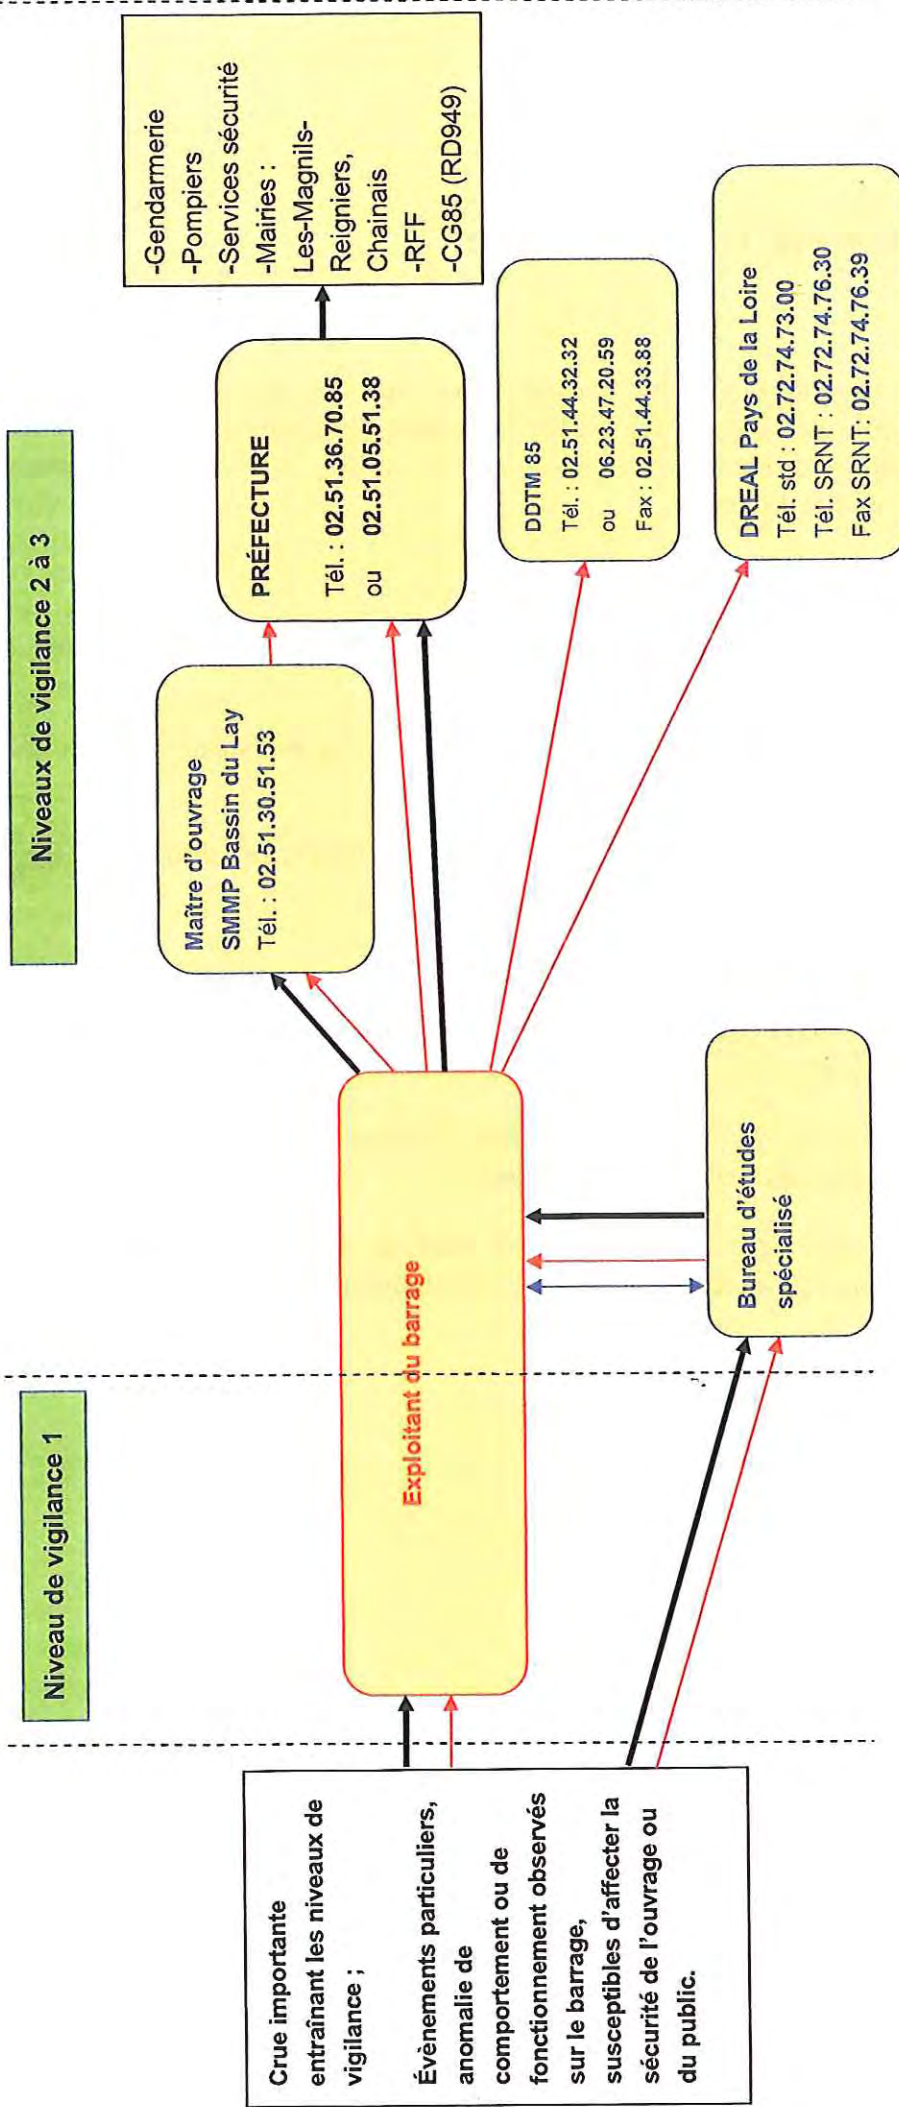 Niveau de vigilance 1
Niveaux de vigilance 2 à 3
Crue importante
entraînant les niveaux de
vigilance ;
Évènements particuliers,
anomalie de
comportement ou de
fonctionnement observés
sur le barrage,
susceptibles d'affecter la
sécurité de l'ouvrage ou
du public.
Exploitant du barrage
Bureau d'études
spécialisé
Maître d'ouvrage
SMMP Bassin du Lay
Tél. : 02.51.30.51.53
PRÉFECTURE
Tél. : 02.51.36.70.85
ou 02.51.05.51.38
-Gendarmerie
-Pompiers
-Services sécurité
-Mairies :
Les-Magnils-
Reigniers,
Chainais
-RFF
-CG85 (RD949)
DDTM 85
Tél. : 02.51.44.32.32
ou 06.23.47.20.59
Fax : 02.51.44.33.88
DREAL Pays de la Loire
Tél. std : 02.72.74.73.00
Tél. SRNT : 02.72.74.76.30
Fax SRNT: 02.72.74.76.39